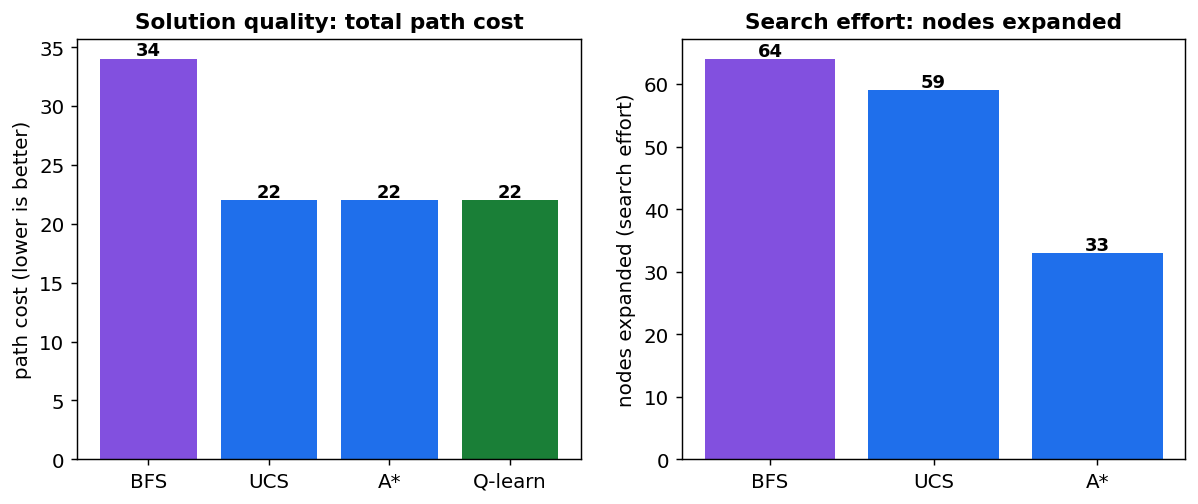 Solution quality: total path cost
path cost (lower is better)
35
30
25
20
15
10
5
0
34
22
22
22
BFS
UCS
A*
Q-learn
Search effort: nodes expanded
nodes expanded (search effort)
60
50
40
30
20
10
0
64
59
33
BFS
UCS
A*